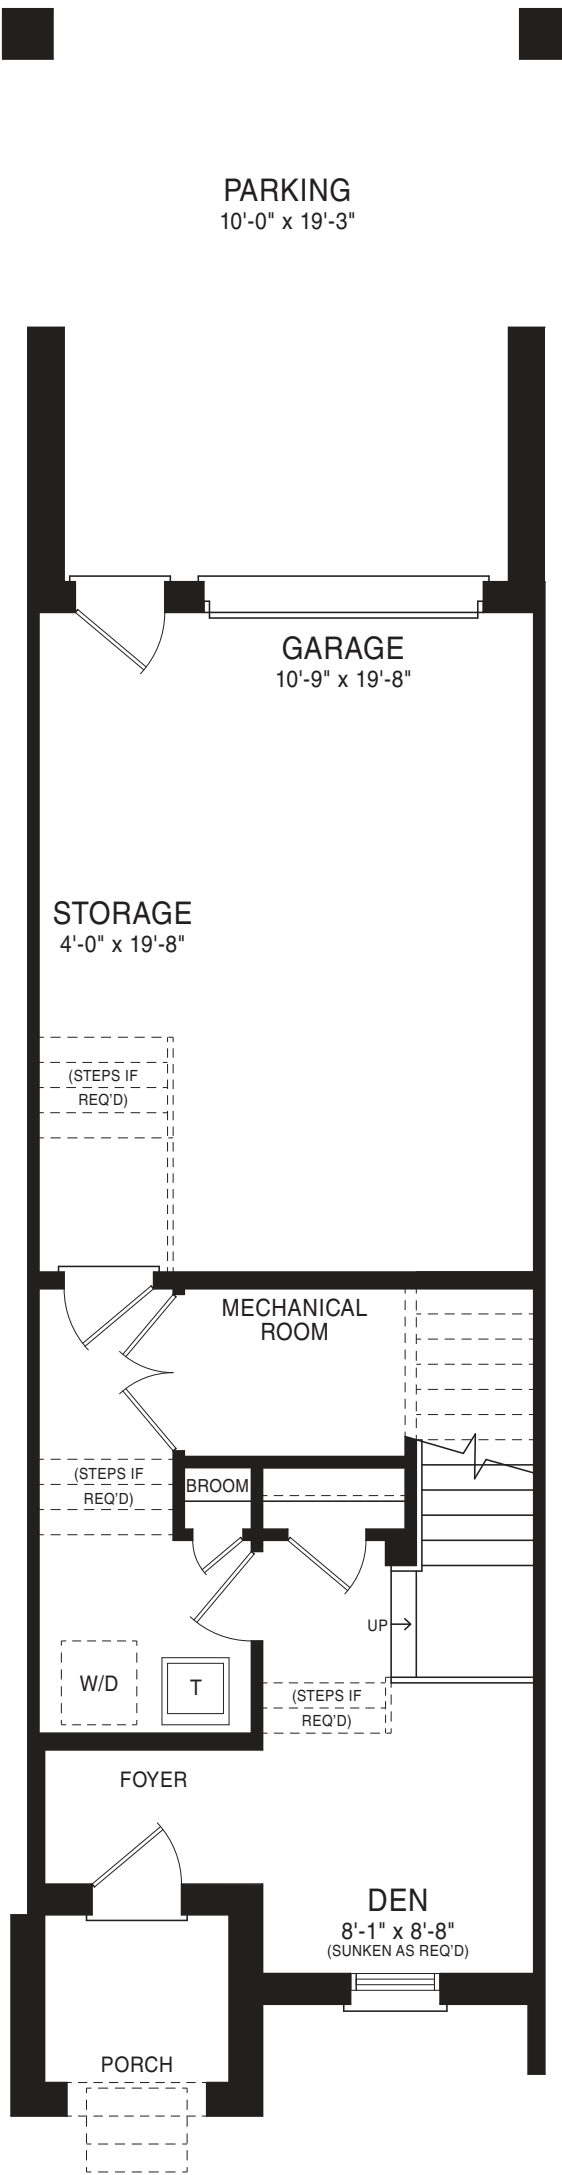 PARKING
10'-0" x 19'-3"
GARAGE
10'-9" x 19'-8"
STORAGE
4'-0" x 19'-8"
(STEPS IF
REQ'D)
MECHANICAL
ROOM
(STEPS IF
REQ'D)
BROOM
UP
W/D
T
(STEPS IF
REQ'D)
FOYER
DEN
8'-1" x 8'-8"
(SUNKEN AS REQ'D)
PORCH